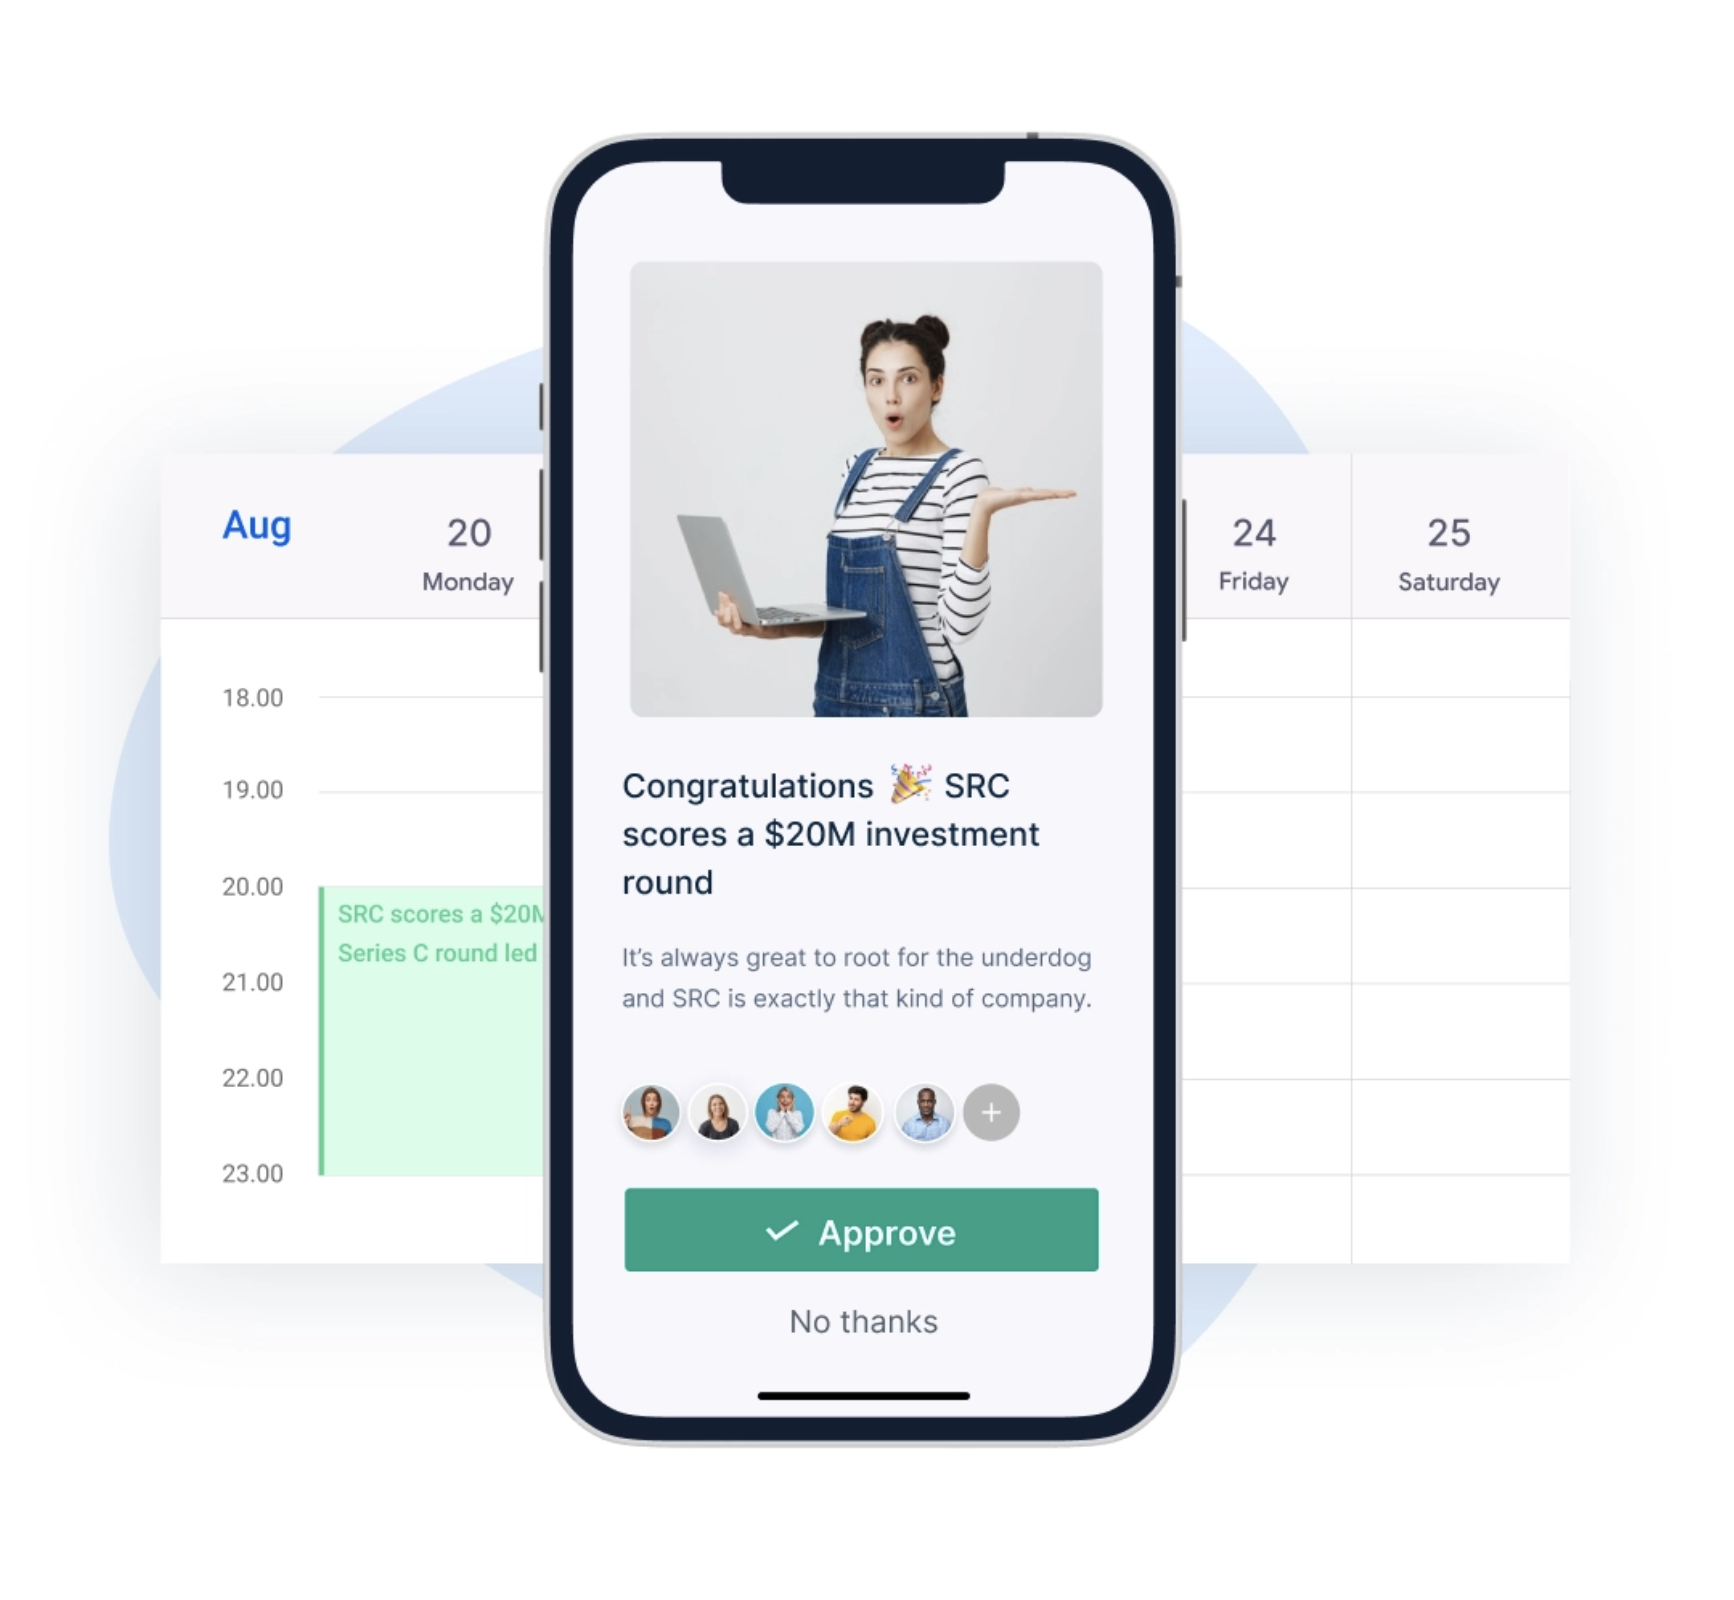 Aug
20
Monday
24
Friday
25
Saturday
18.00
19.00
20.00
21.00
22.00
23.00
SRC scores a $20M
Series C round led
Congratulations 🎉 SRC
scores a $20M investment
round
It's always great to root for the underdog
and SRC is exactly that kind of company.
+
✓ Approve
No thanks